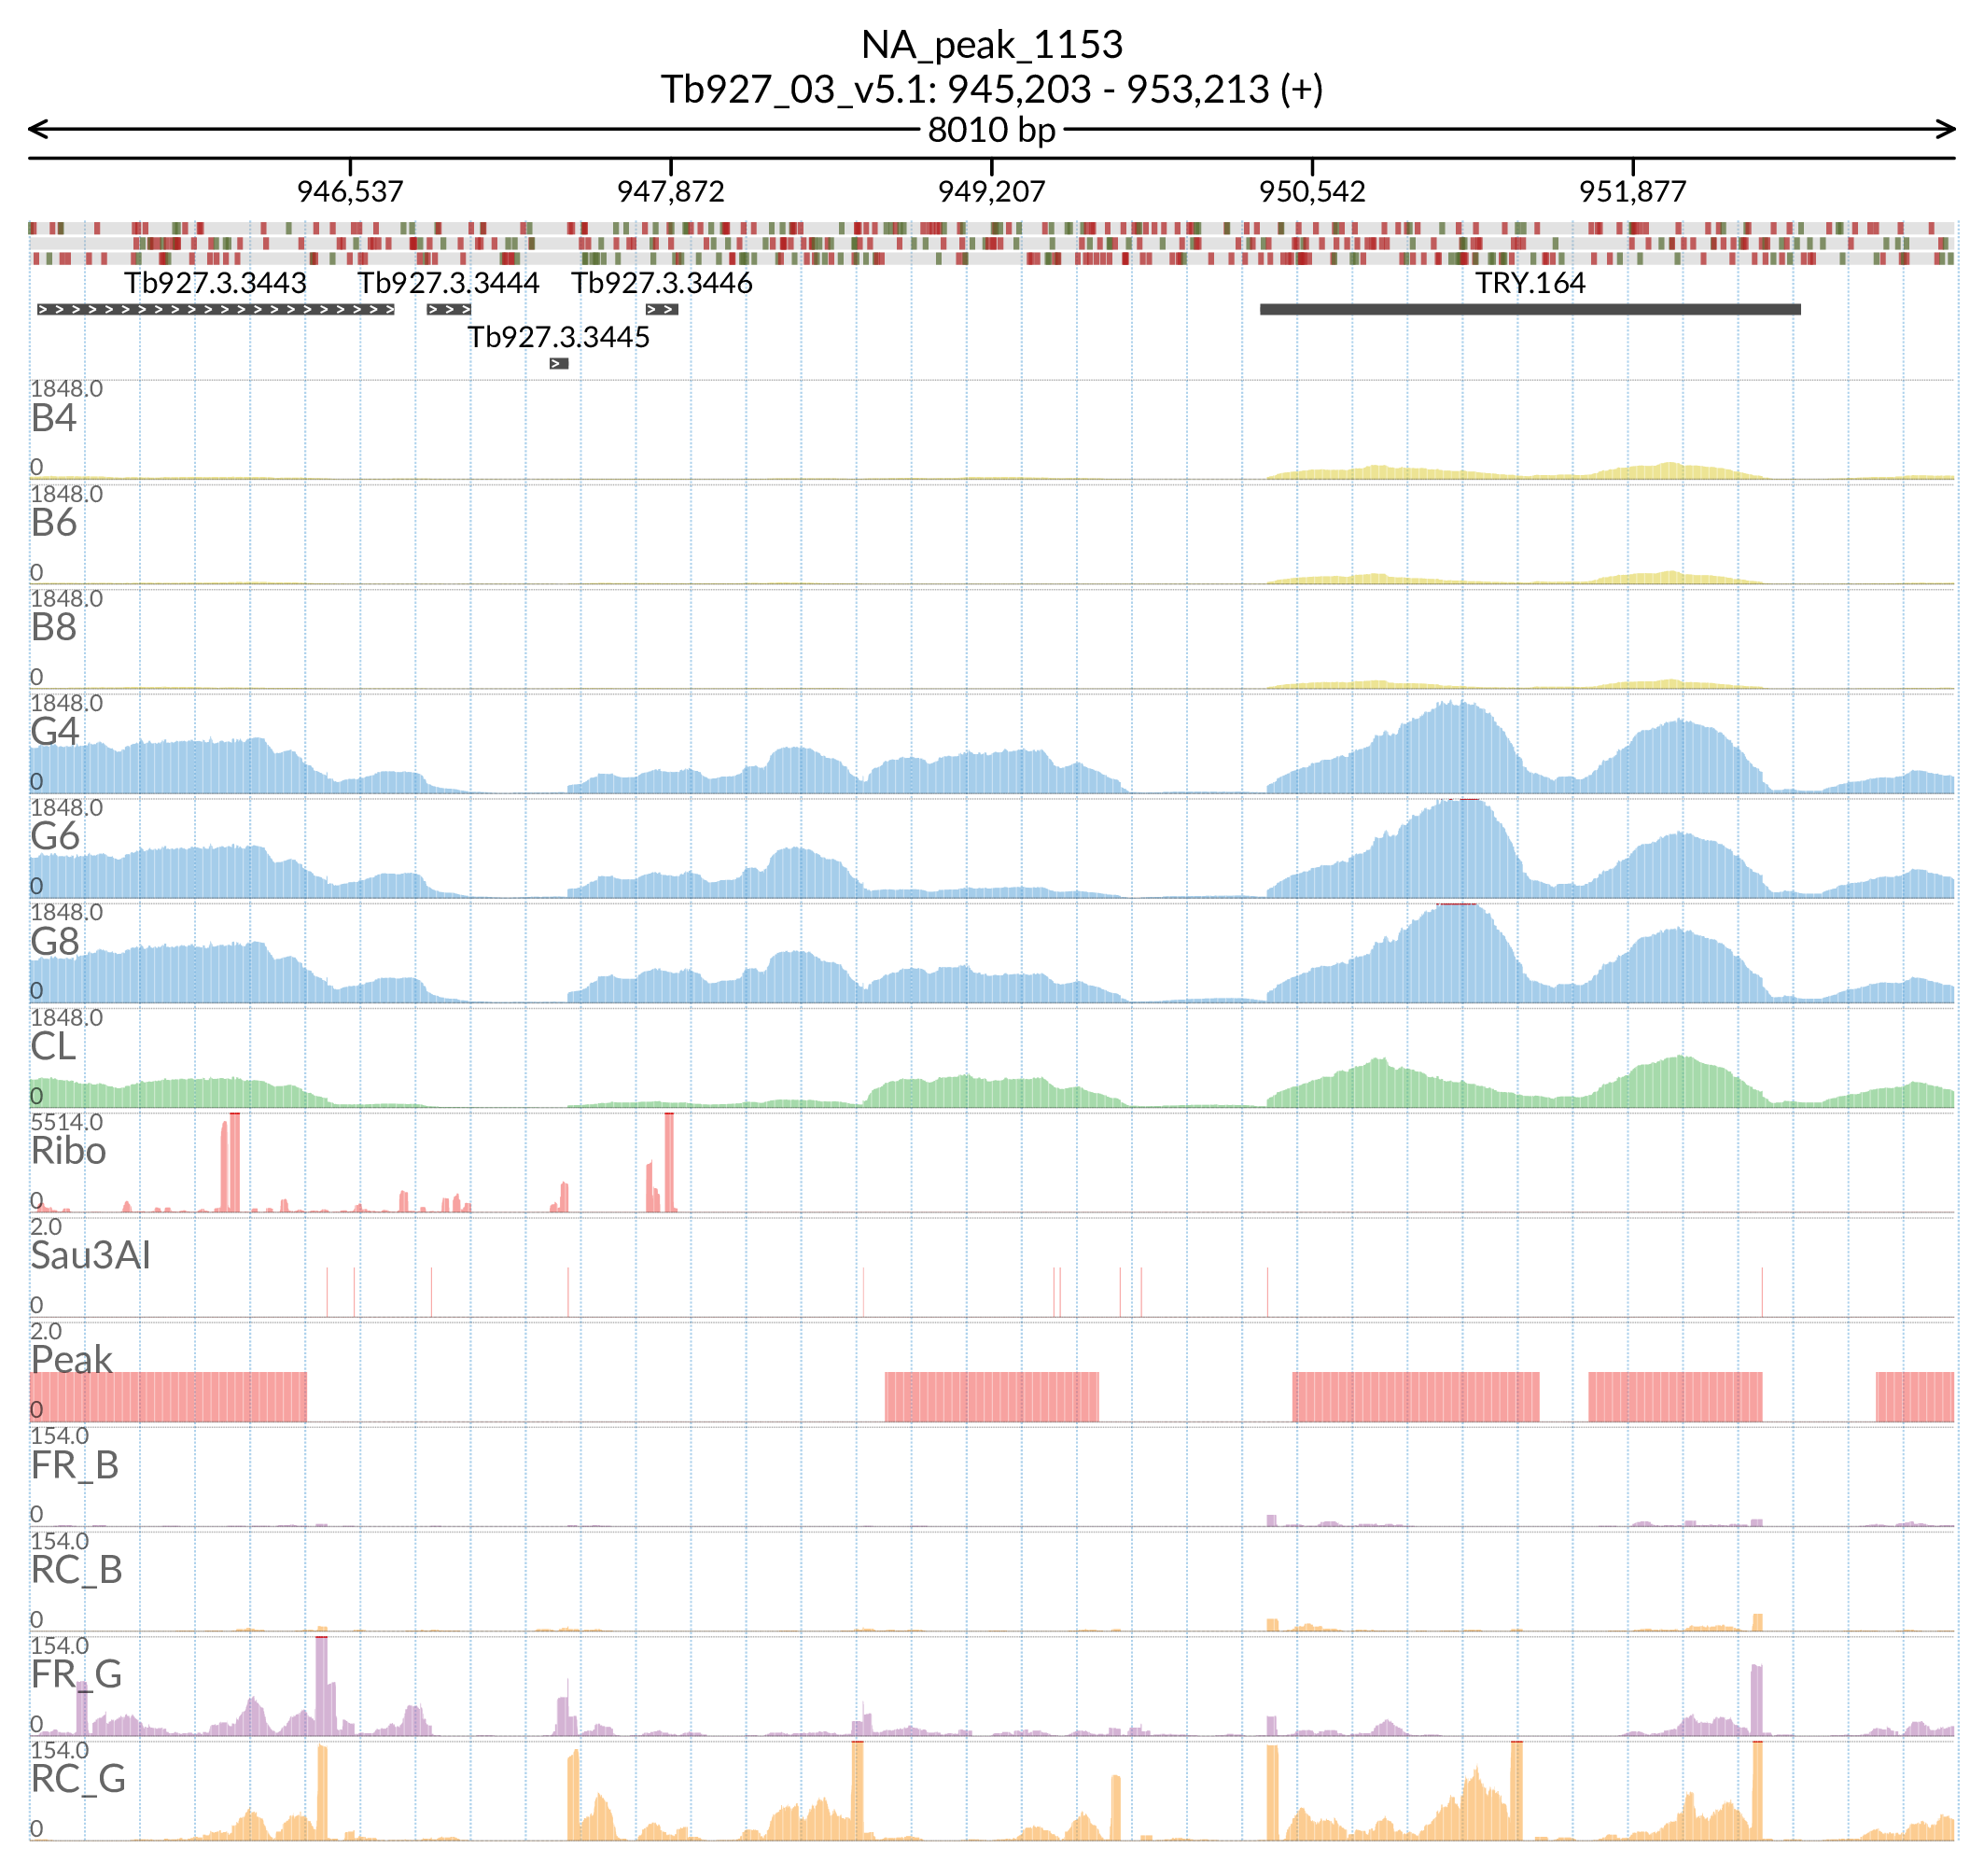 NA_peak_1153
Tb927_03_v5.1: 945,203 - 953,213 (+)
8010 bp
946,537 947,872 949,207 950,542 951,877
Tb927.3.3443 Tb927.3.3444 Tb927.3.3446 TRY.164
Tb927.3.3445
1848.0
B4
0
1848.0
B6
0
1848.0
B8
0
1848.0
G4
0
1848.0
G6
0
1848.0
G8
0
1848.0
CL
0
5514.0
Ribo
0
2.0
Sau3AI
0
2.0
Peak
0
154.0
FR_B
0
154.0
RC_B
0
154.0
FR_G
0
154.0
RC_G
0